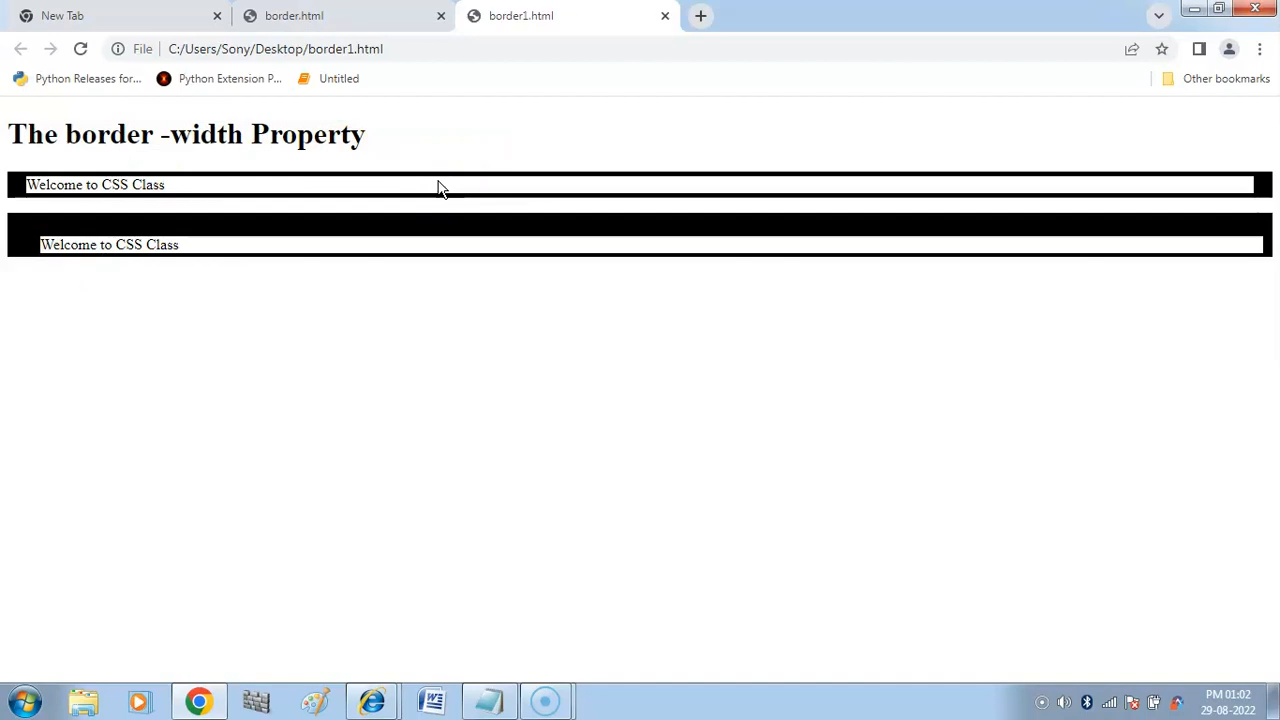 New Tab
border.html
border1.html
File
C:/Users/Sony/Desktop/border1.html
Python Releases for...
Python Extension P...
Untitled
Other bookmarks
The border -width Property
Welcome to CSS Class
Welcome to CSS Class
PM 01:02
29-08-2022